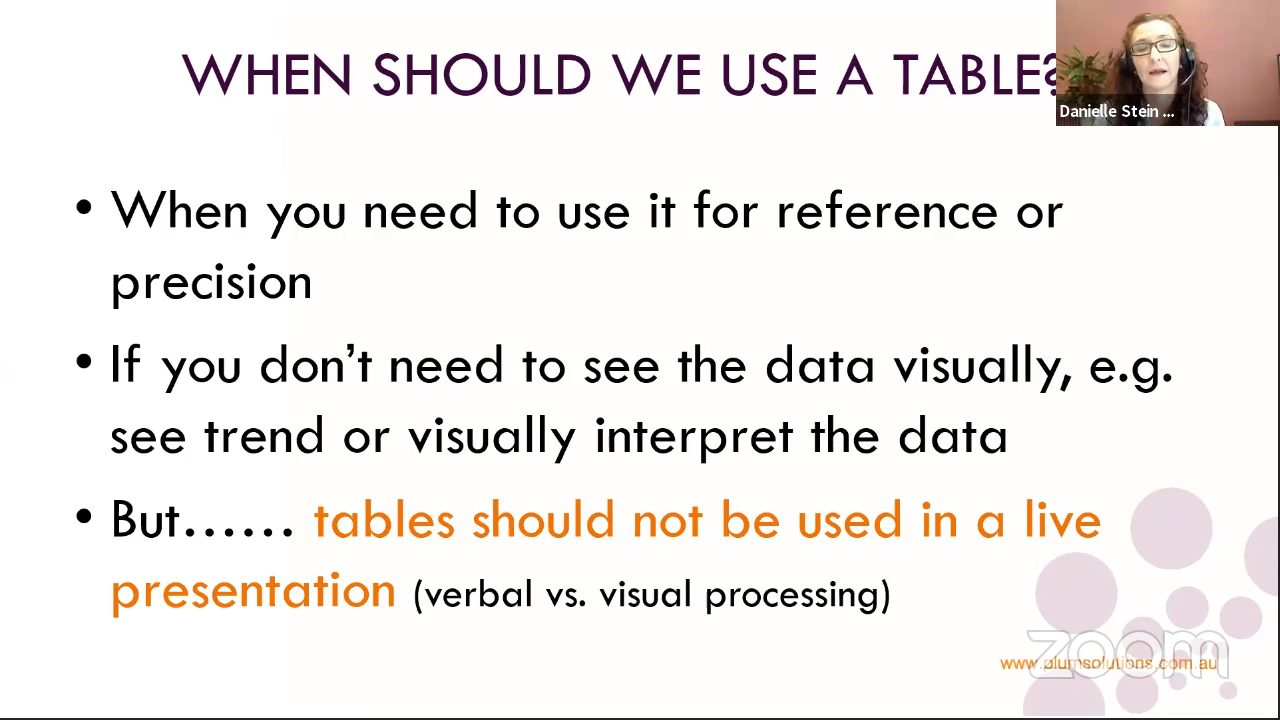 WHEN SHOULD WE USE A TABLE?
Danielle Stein ...
• When you need to use it for reference or
precision
• If you don’t need to see the data visually, e.g.
see trend or visually interpret the data
• But…… tables should not be used in a live
presentation (verbal vs. visual processing)
www.plumsolutions.com.au
zoom